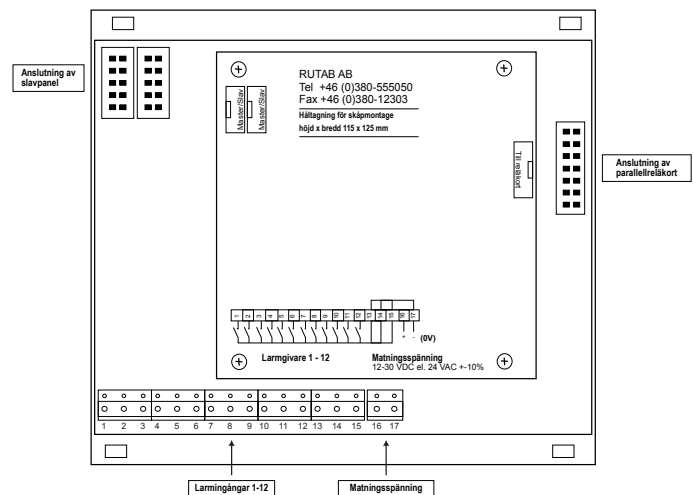 Anslutning av
slavpanel
Master/Slav
Master/Slav
RUTAB AB
Tel +46 (0)380-555050
Fax +46 (0)380-12303
Håltagning för skåpmontage
höjd x bredd 115 x 125 mm
Till reläkort
Anslutning av
parallellreläkort
1 2 3 4 5 6 7 8 9 10 11 12 13 14 15 16 17
+ - (0V)
Larmgivare 1 - 12
Matningsspänning
12-30 VDC el. 24 VAC +-10%
1 2 3 4 5 6 7 8 9 10 11 12 13 14 15 16 17
Larmingångar 1-12
Matningsspänning